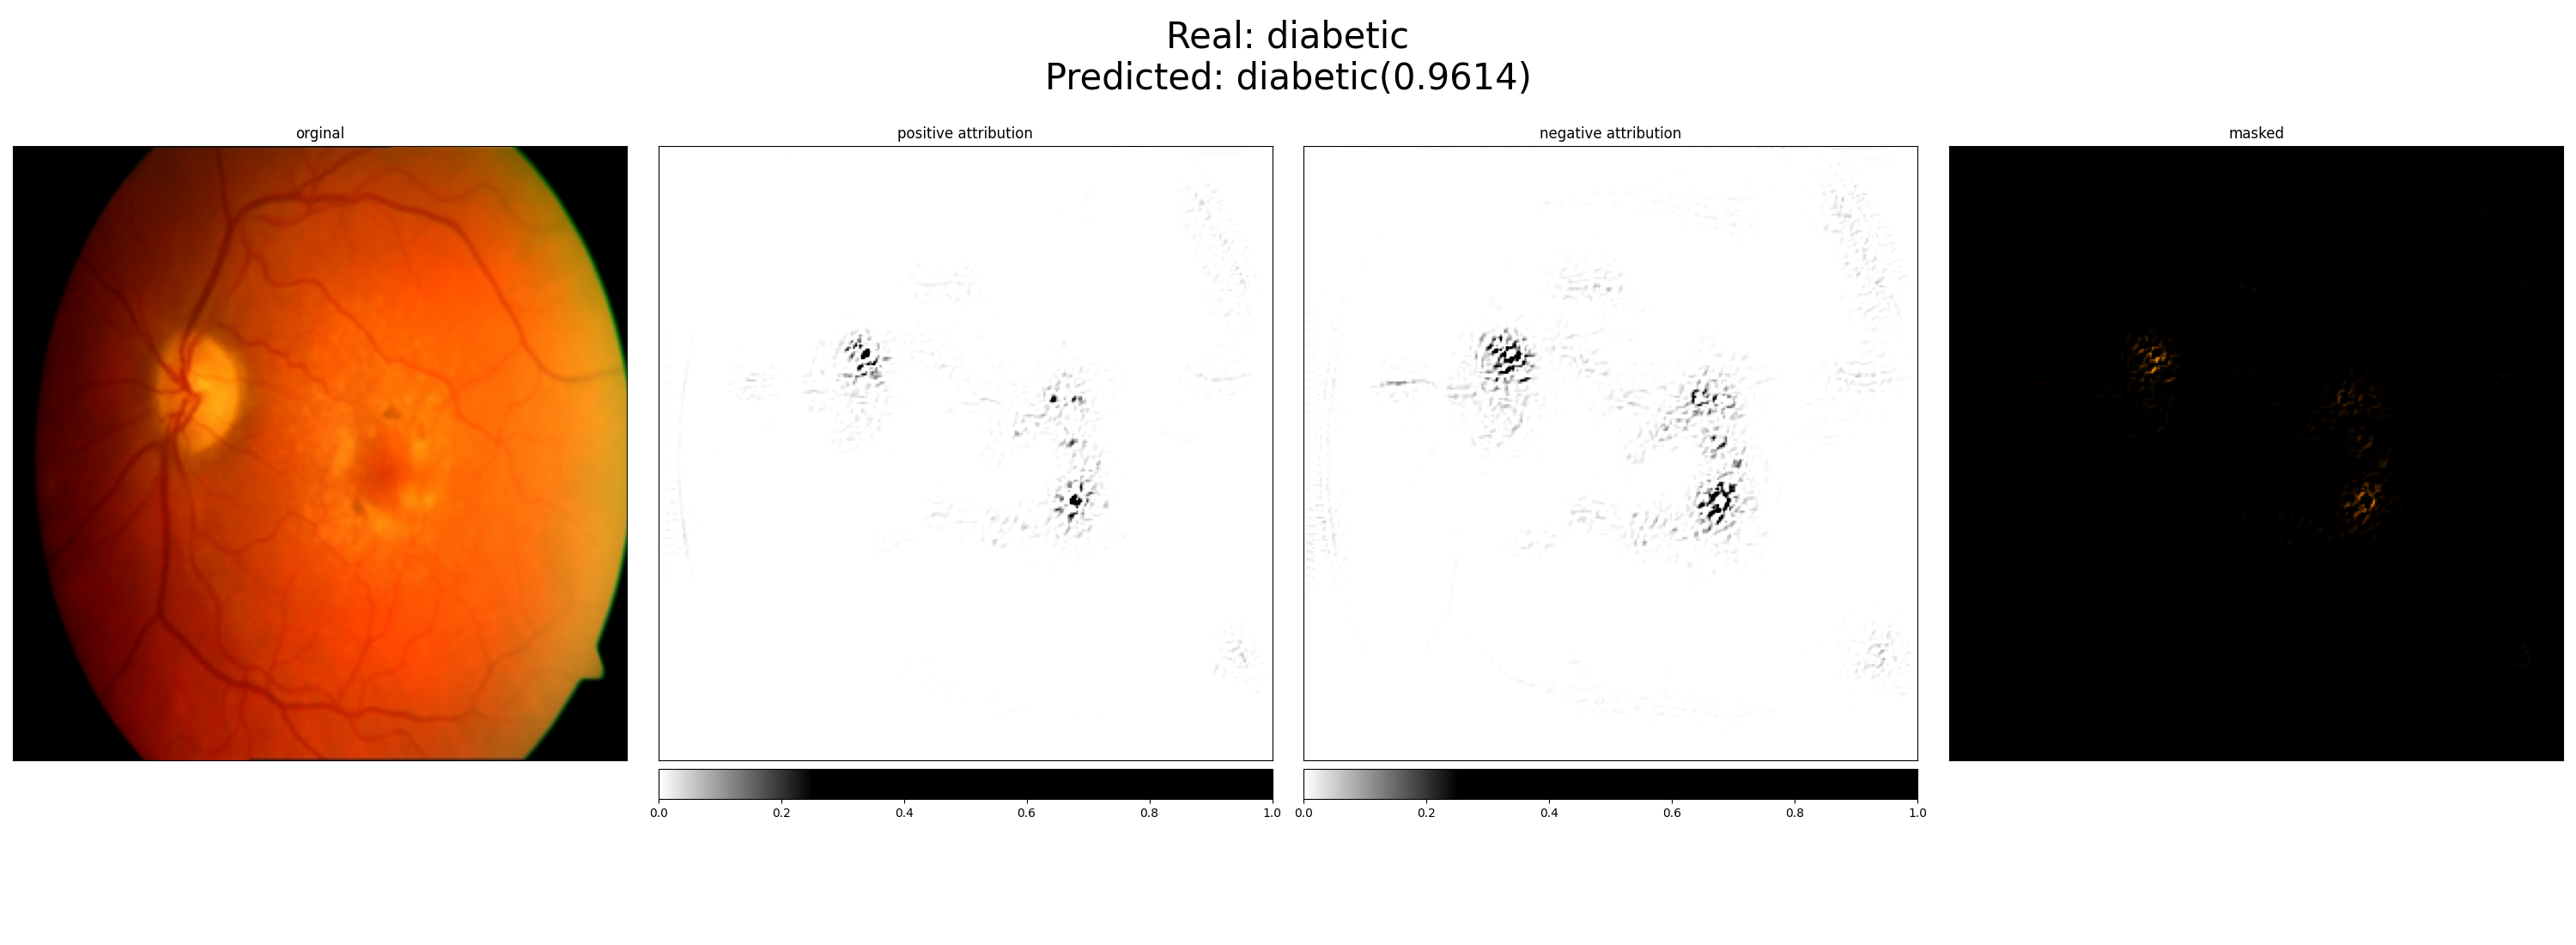 Real: diabetic
Predicted: diabetic(0.9614)
orginal
positive attribution
negative attribution
masked
0.0 0.2 0.4 0.6 0.8 1.0
0.0 0.2 0.4 0.6 0.8 1.0